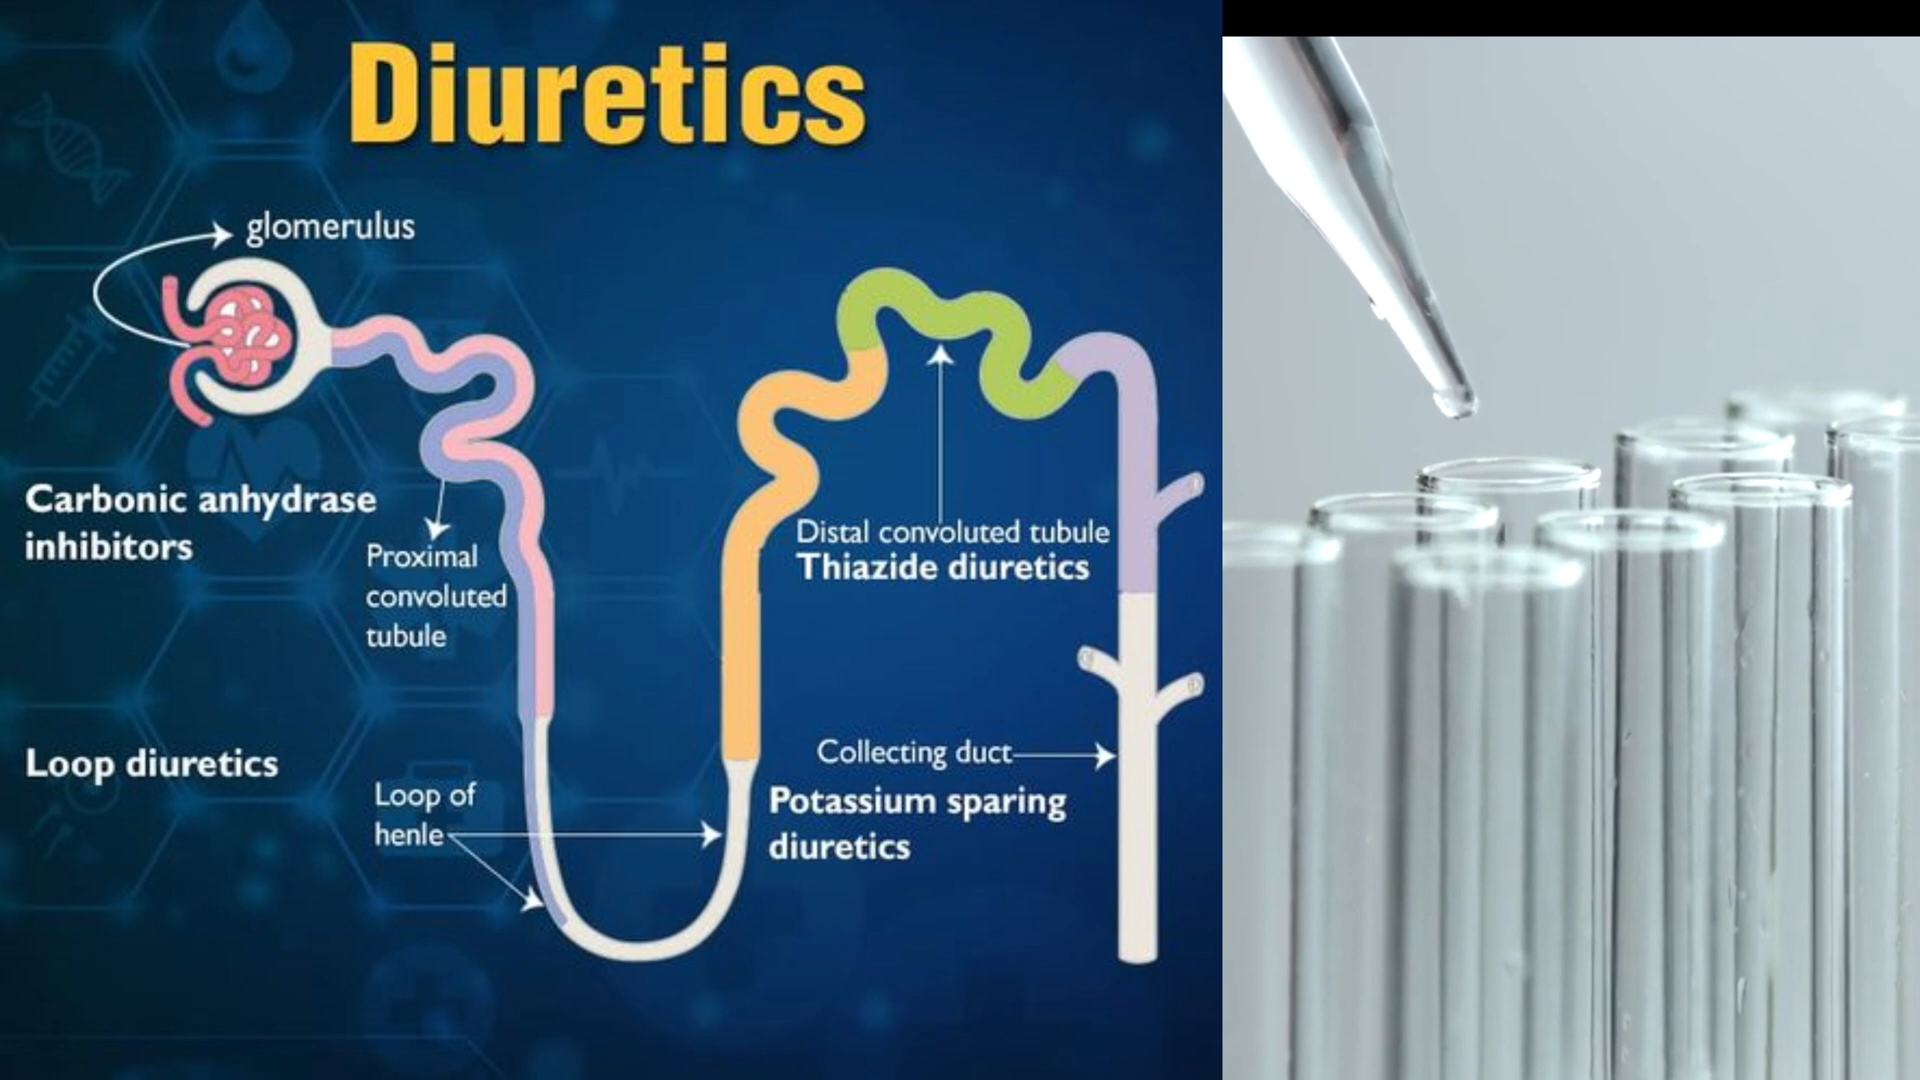 Diuretics
glomerulus
Carbonic anhydrase
inhibitors
Proximal
convoluted
tubule
Loop diuretics
Loop of
henle
Distal convoluted tubule
Thiazide diuretics
Collecting duct
Potassium sparing
diuretics